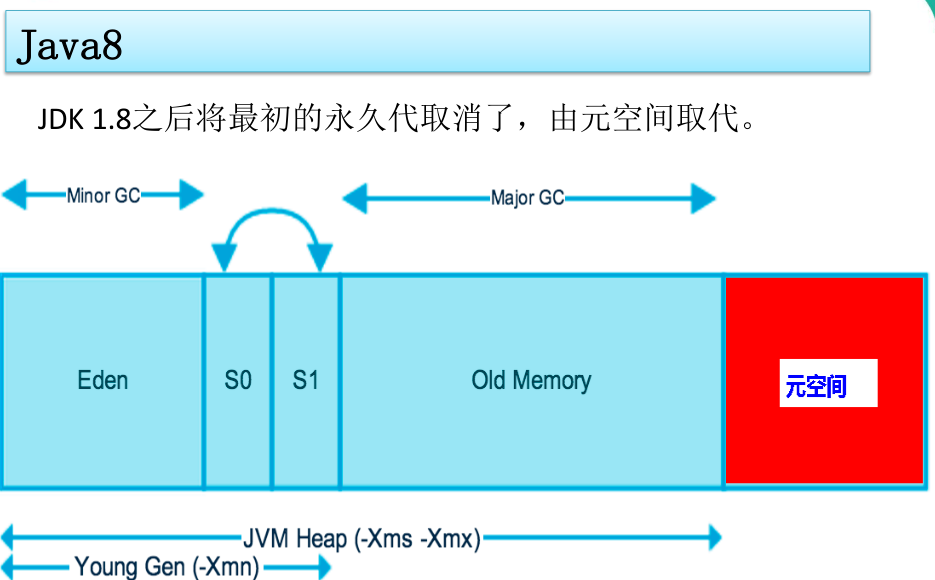 Java8
JDK 1.8之后将最初的永久代取消了，由元空间取代。
Minor GC
Major GC
Eden
S0
S1
Old Memory
元空间
JVM Heap (-Xms -Xmx)
Young Gen (-Xmn)